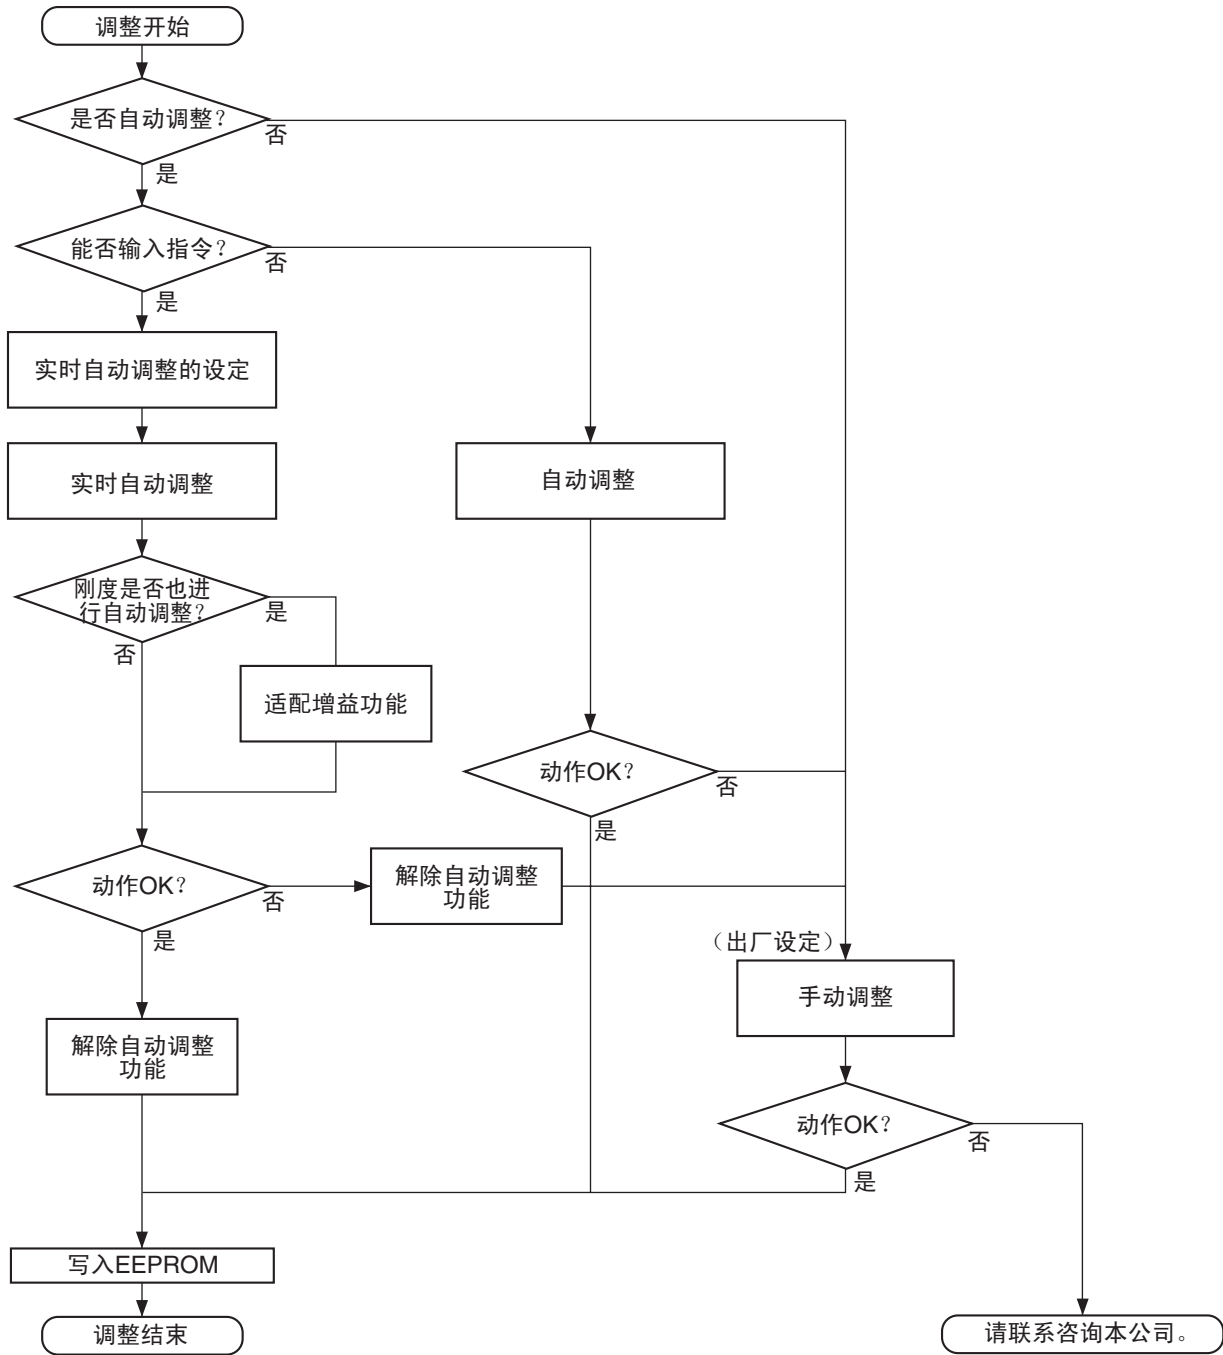 调整开始
是否自动调整？
否
是
能否输入指令？
否
是
实时自动调整的设定
实时自动调整
自动调整
刚度是否也进
行自动调整？
是
否
适配增益功能
动作OK？
否
是
动作OK？
否
是
解除自动调整
功能
（出厂设定）
手动调整
解除自动调整
功能
动作OK？
否
是
写入EEPROM
调整结束
请联系咨询本公司。